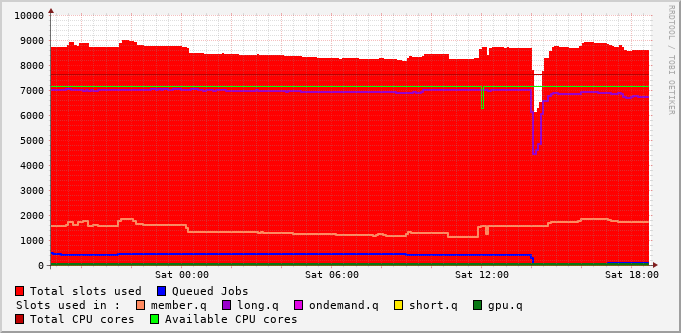 RRDTOOL / TOBI OETIKER
10000
9000
8000
7000
6000
5000
4000
3000
2000
1000
0
Sat 00:00 Sat 06:00 Sat 12:00 Sat 18:00
Total slots used Queued Jobs
Slots used in : member.q long.q ondemand.q short.q gpu.q
Total CPU cores Available CPU cores